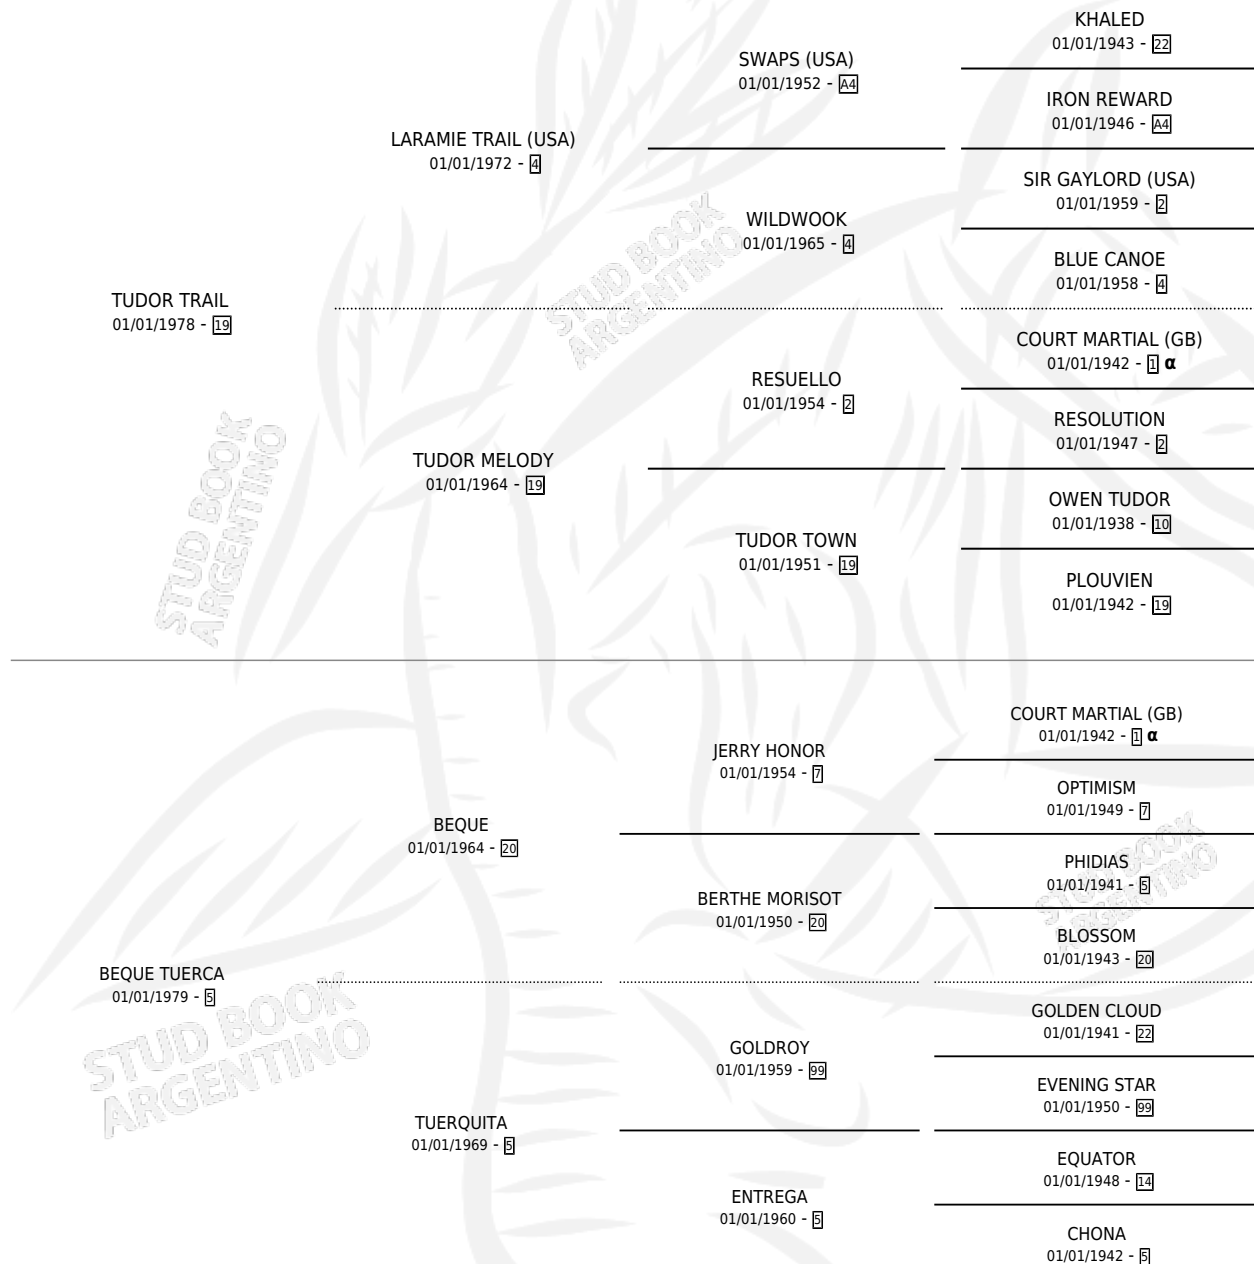 KHALED
01/01/1943 - 22
SWAPS (USA)
01/01/1952 - A4
IRON REWARD
01/01/1946 - A4
LARAMIE TRAIL (USA)
01/01/1972 - 4
SIR GAYLORD (USA)
01/01/1959 - 2
WILDWOOK
01/01/1965 - 4
BLUE CANOE
01/01/1958 - 4
TUDOR TRAIL
01/01/1978 - 19
COURT MARTIAL (GB)
01/01/1942 - 1 α
RESUELLO
01/01/1954 - 2
RESOLUTION
01/01/1947 - 2
TUDOR MELODY
01/01/1964 - 19
OWEN TUDOR
01/01/1938 - 10
TUDOR TOWN
01/01/1951 - 19
PLOUVIEN
01/01/1942 - 19
COURT MARTIAL (GB)
01/01/1942 - 1 α
JERRY HONOR
01/01/1954 - 7
OPTIMISM
01/01/1949 - 7
BEQUE
01/01/1964 - 20
PHIDIAS
01/01/1941 - 5
BERTHE MORISOT
01/01/1950 - 20
BLOSSOM
01/01/1943 - 20
BEQUE TUERCA
01/01/1979 - 5
GOLDEN CLOUD
01/01/1941 - 22
GOLDROY
01/01/1959 - 99
EVENING STAR
01/01/1950 - 99
TUERQUITA
01/01/1969 - 5
EQUATOR
01/01/1948 - 14
ENTREGA
01/01/1960 - 5
CHONA
01/01/1942 - 5
STUD BOOK
ARGENTINO
STUD BOOK
ARGENTINO
STUD BOOK
ARGENTINO
STUD BOOK
ARGENTINO